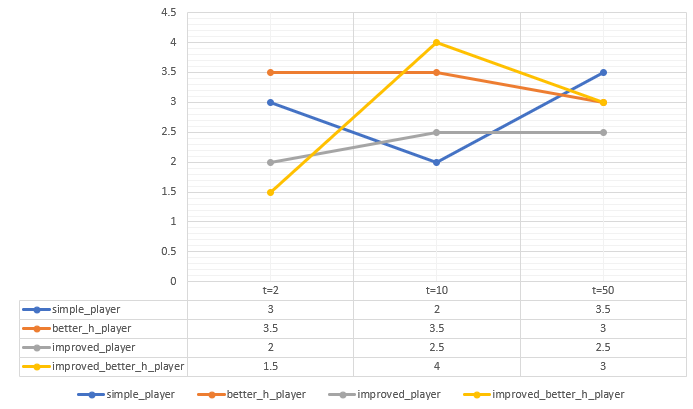 4.5
4
3.5
3
2.5
2
1.5
1
0.5
0
t=2 t=10 t=50
simple_player 3 2 3.5
better_h_player 3.5 3.5 3
improved_player 2 2.5 2.5
improved_better_h_player 1.5 4 3
simple_player better_h_player improved_player improved_better_h_player